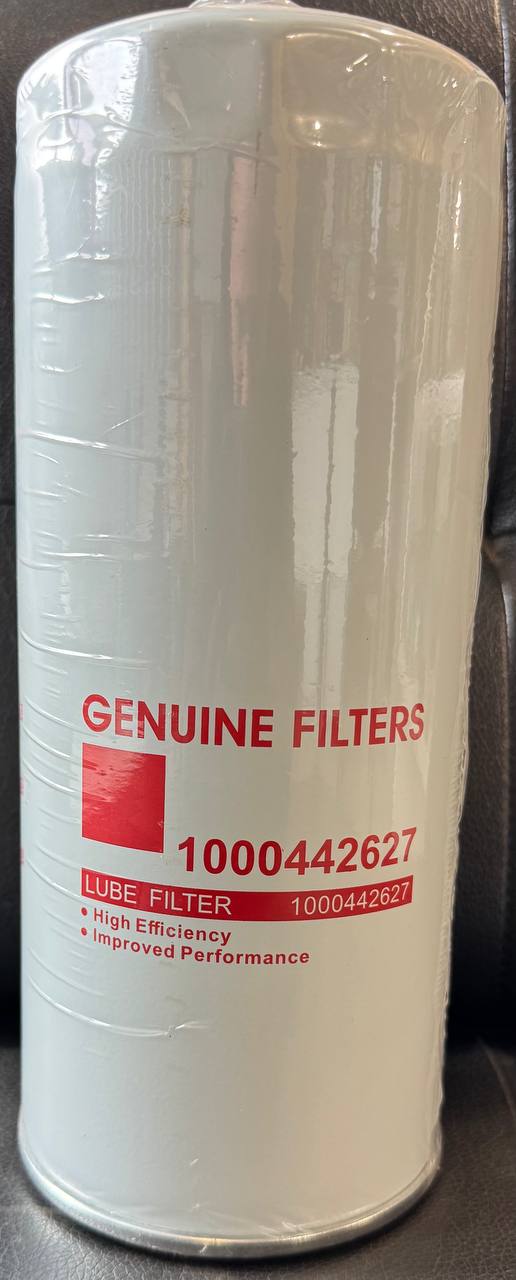 GENUINE FILTERS
1000442627
LUBE FILTER 1000442627
• High Efficiency
• Improved Performance